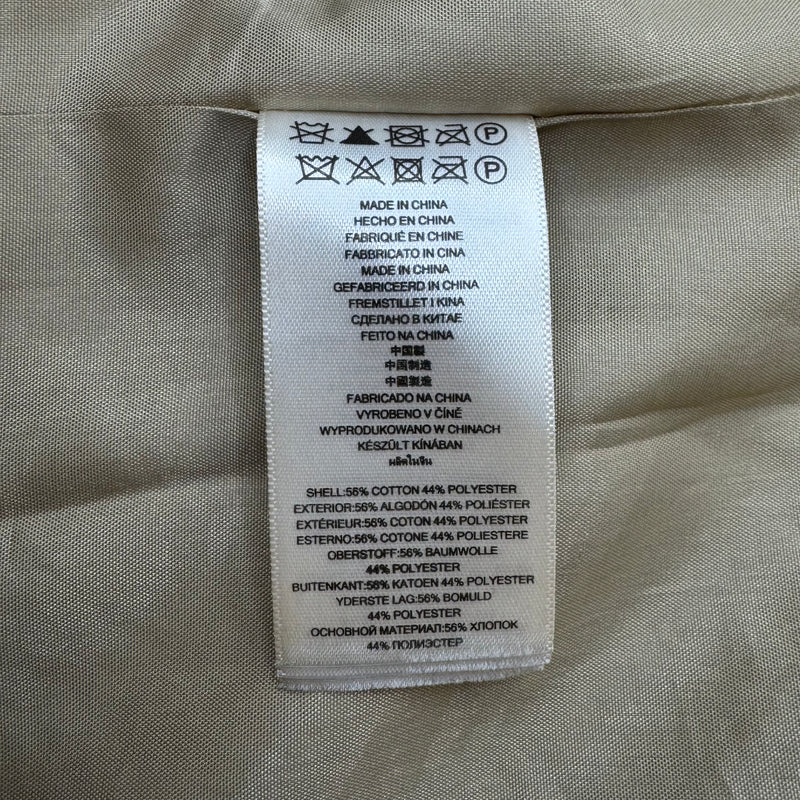 P
P
MADE IN CHINA
HECHO EN CHINA
FABRIQUÉ EN CHINE
FABBRICATO IN CINA
MADE IN CHINA
GEFABRICEERD IN CHINA
FREMSTILLET I KINA
СДЕЛАНО В КИТАЕ
FEITO NA CHINA
中国製
中国制造
中國製造
FABRICADO NA CHINA
VYROBENO V ČÍNĚ
WYPRODUKOWANO W CHINACH
KÉSZÜLT KÍNÁBAN
ผลิตในจีน
SHELL:56% COTTON 44% POLYESTER
EXTERIOR:56% ALGODÓN 44% POLIÉSTER
EXTÉRIEUR:56% COTON 44% POLYESTER
ESTERNO:56% COTONE 44% POLIESTERE
OBERSTOFF:56% BAUMWOLLE
44% POLYESTER
BUITENKANT:56% KATOEN 44% POLYESTER
YDERSTE LAG:56% BOMULD
44% POLYESTER
ОСНОВНОЙ МАТЕРИАЛ:56% ХЛОПОК
44% ПОЛИЭСТЕР